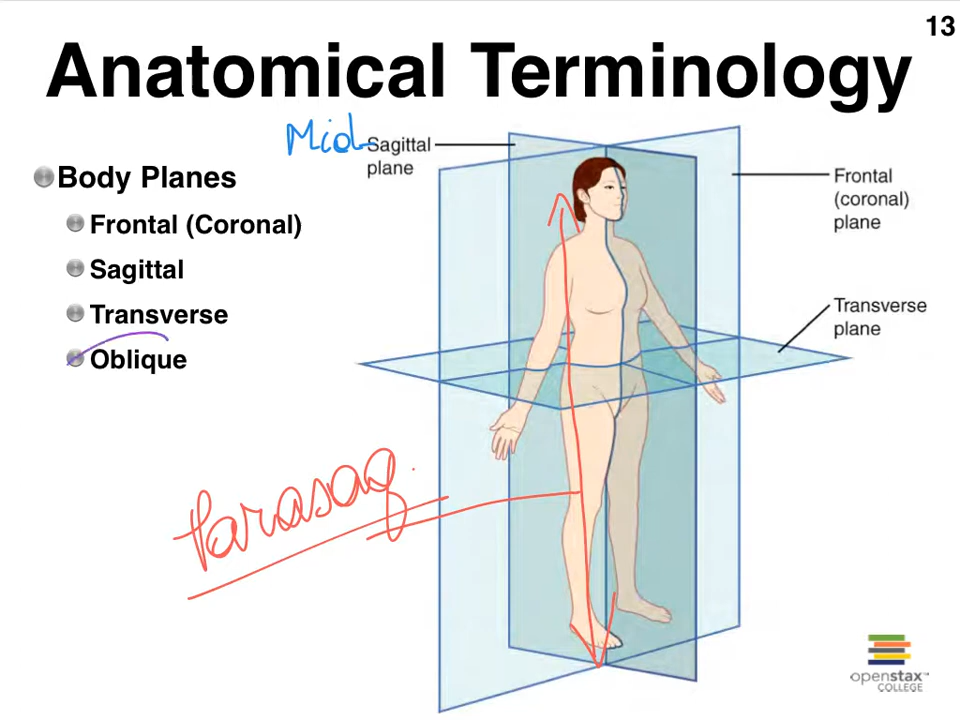 13
Anatomical Terminology
Mid
Sagittal
plane
Body Planes
Frontal (Coronal)
Sagittal
Transverse
Oblique
Frontal
(coronal)
plane
Transverse
plane
Parasag.
openstax™
COLLEGE